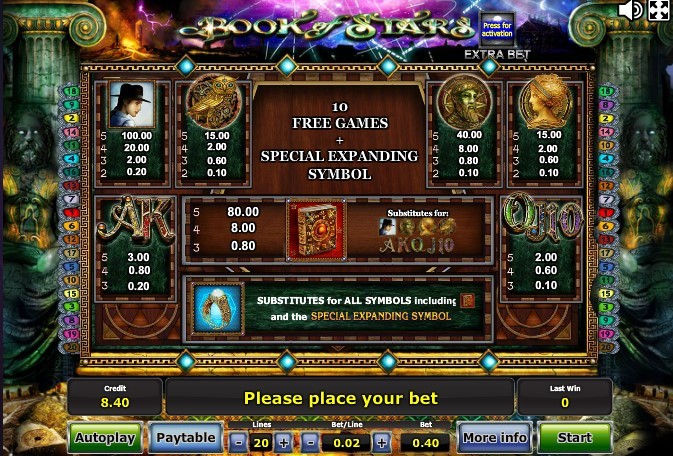 BOOK of STARS
Press for
activation
EXTRA BET
5 100.00
4 20.00
3 2.00
2 0.20
5 15.00
4 2.00
3 0.60
2 0.10
10
FREE GAMES
+
SPECIAL EXPANDING
SYMBOL
5 40.00
4 8.00
3 0.80
2 0.10
5 15.00
4 2.00
3 0.60
2 0.10
A K
5 3.00
4 0.80
3 0.20
5 80.00
4 8.00
3 0.80
Substitutes for:
A K Q J 10
Q J 10
5 2.00
4 0.60
3 0.10
SUBSTITUTES for ALL SYMBOLS including
and the SPECIAL EXPANDING SYMBOL
Credit
8.40
Please place your bet
Last Win
0
Autoplay
Paytable
Lines
- 20 +
Bet/Line
- 0.02 +
Bet
0.40
More info
Start